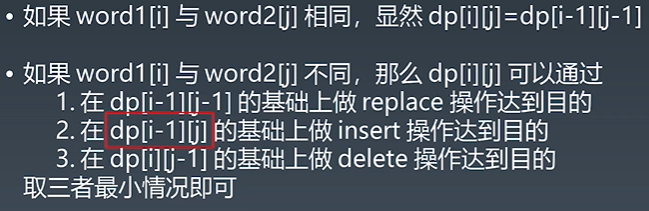 • 如果 word1[i] 与 word2[j] 相同，显然 dp[i][j]=dp[i-1][j-1]
• 如果 word1[i] 与 word2[j] 不同，那么 dp[i][j] 可以通过
1. 在 dp[i-1][j-1] 的基础上做 replace 操作达到目的
2. 在 dp[i-1][j] 的基础上做 insert 操作达到目的
3. 在 dp[i][j-1] 的基础上做 delete 操作达到目的
取三者最小情况即可